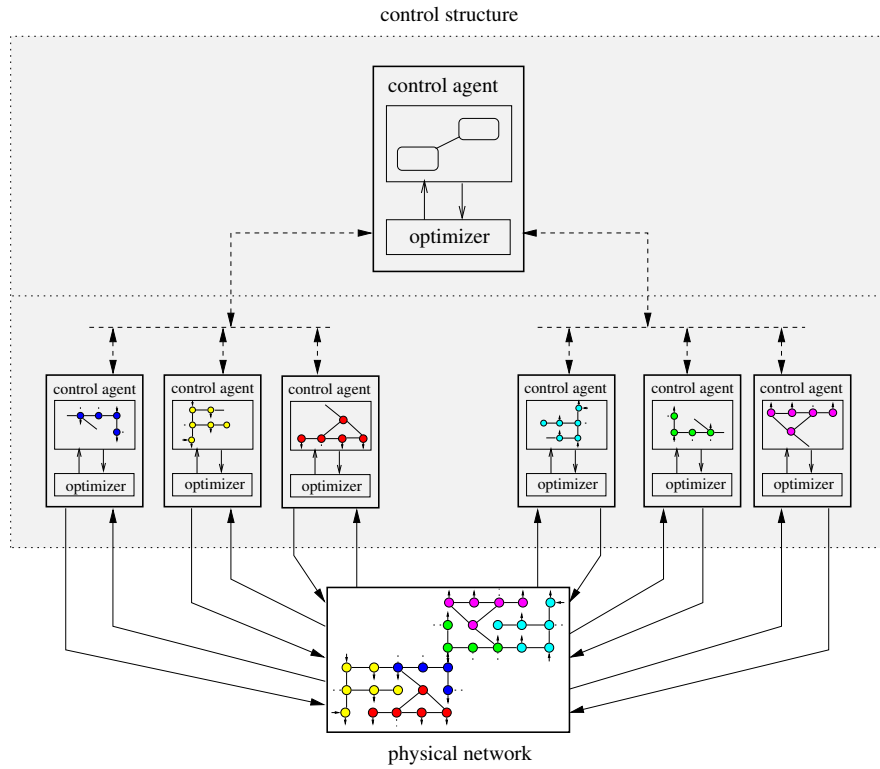 control structure
control agent
optimizer
control agent
control agent
control agent
control agent
control agent
control agent
optimizer
optimizer
optimizer
optimizer
optimizer
optimizer
physical network